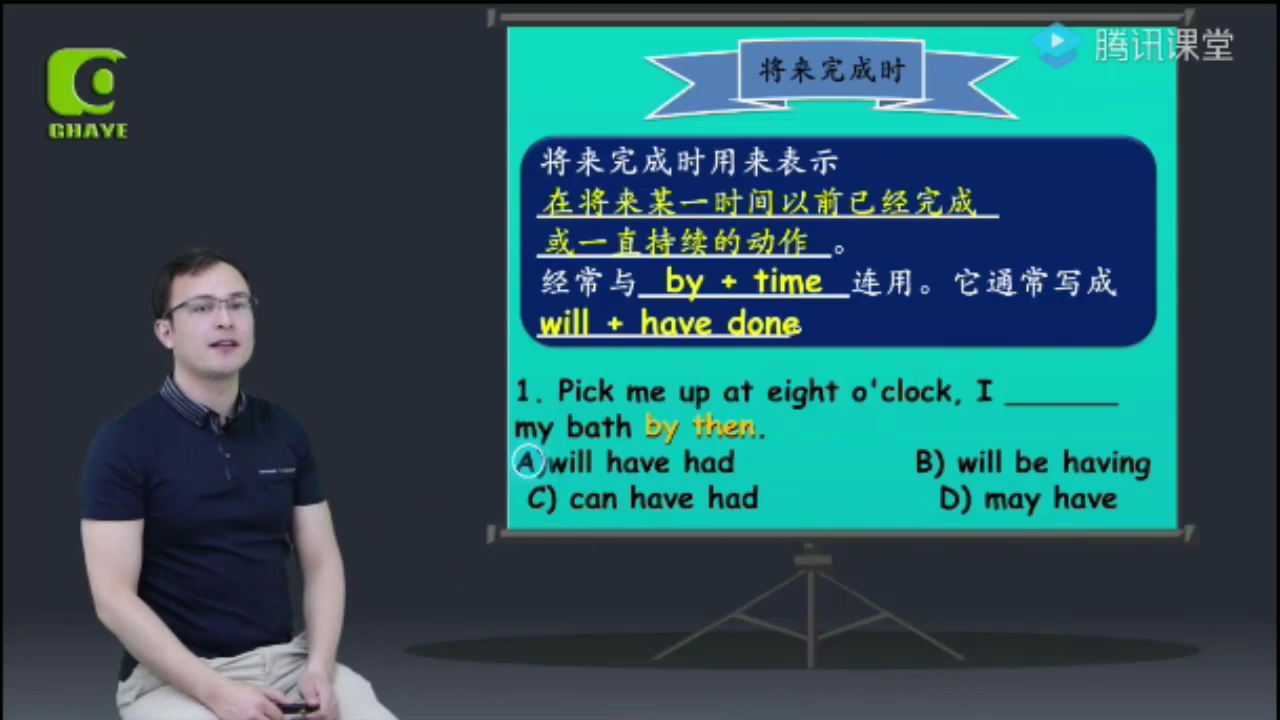 GHAYE
腾讯课堂
将来完成时
将来完成时用来表示
在将来某一时间以前已经完成
或一直持续的动作。
经常与 by + time 连用。它通常写成
will + have done。
1. Pick me up at eight o'clock, I ______
my bath by then.
A) will have had B) will be having
C) can have had D) may have